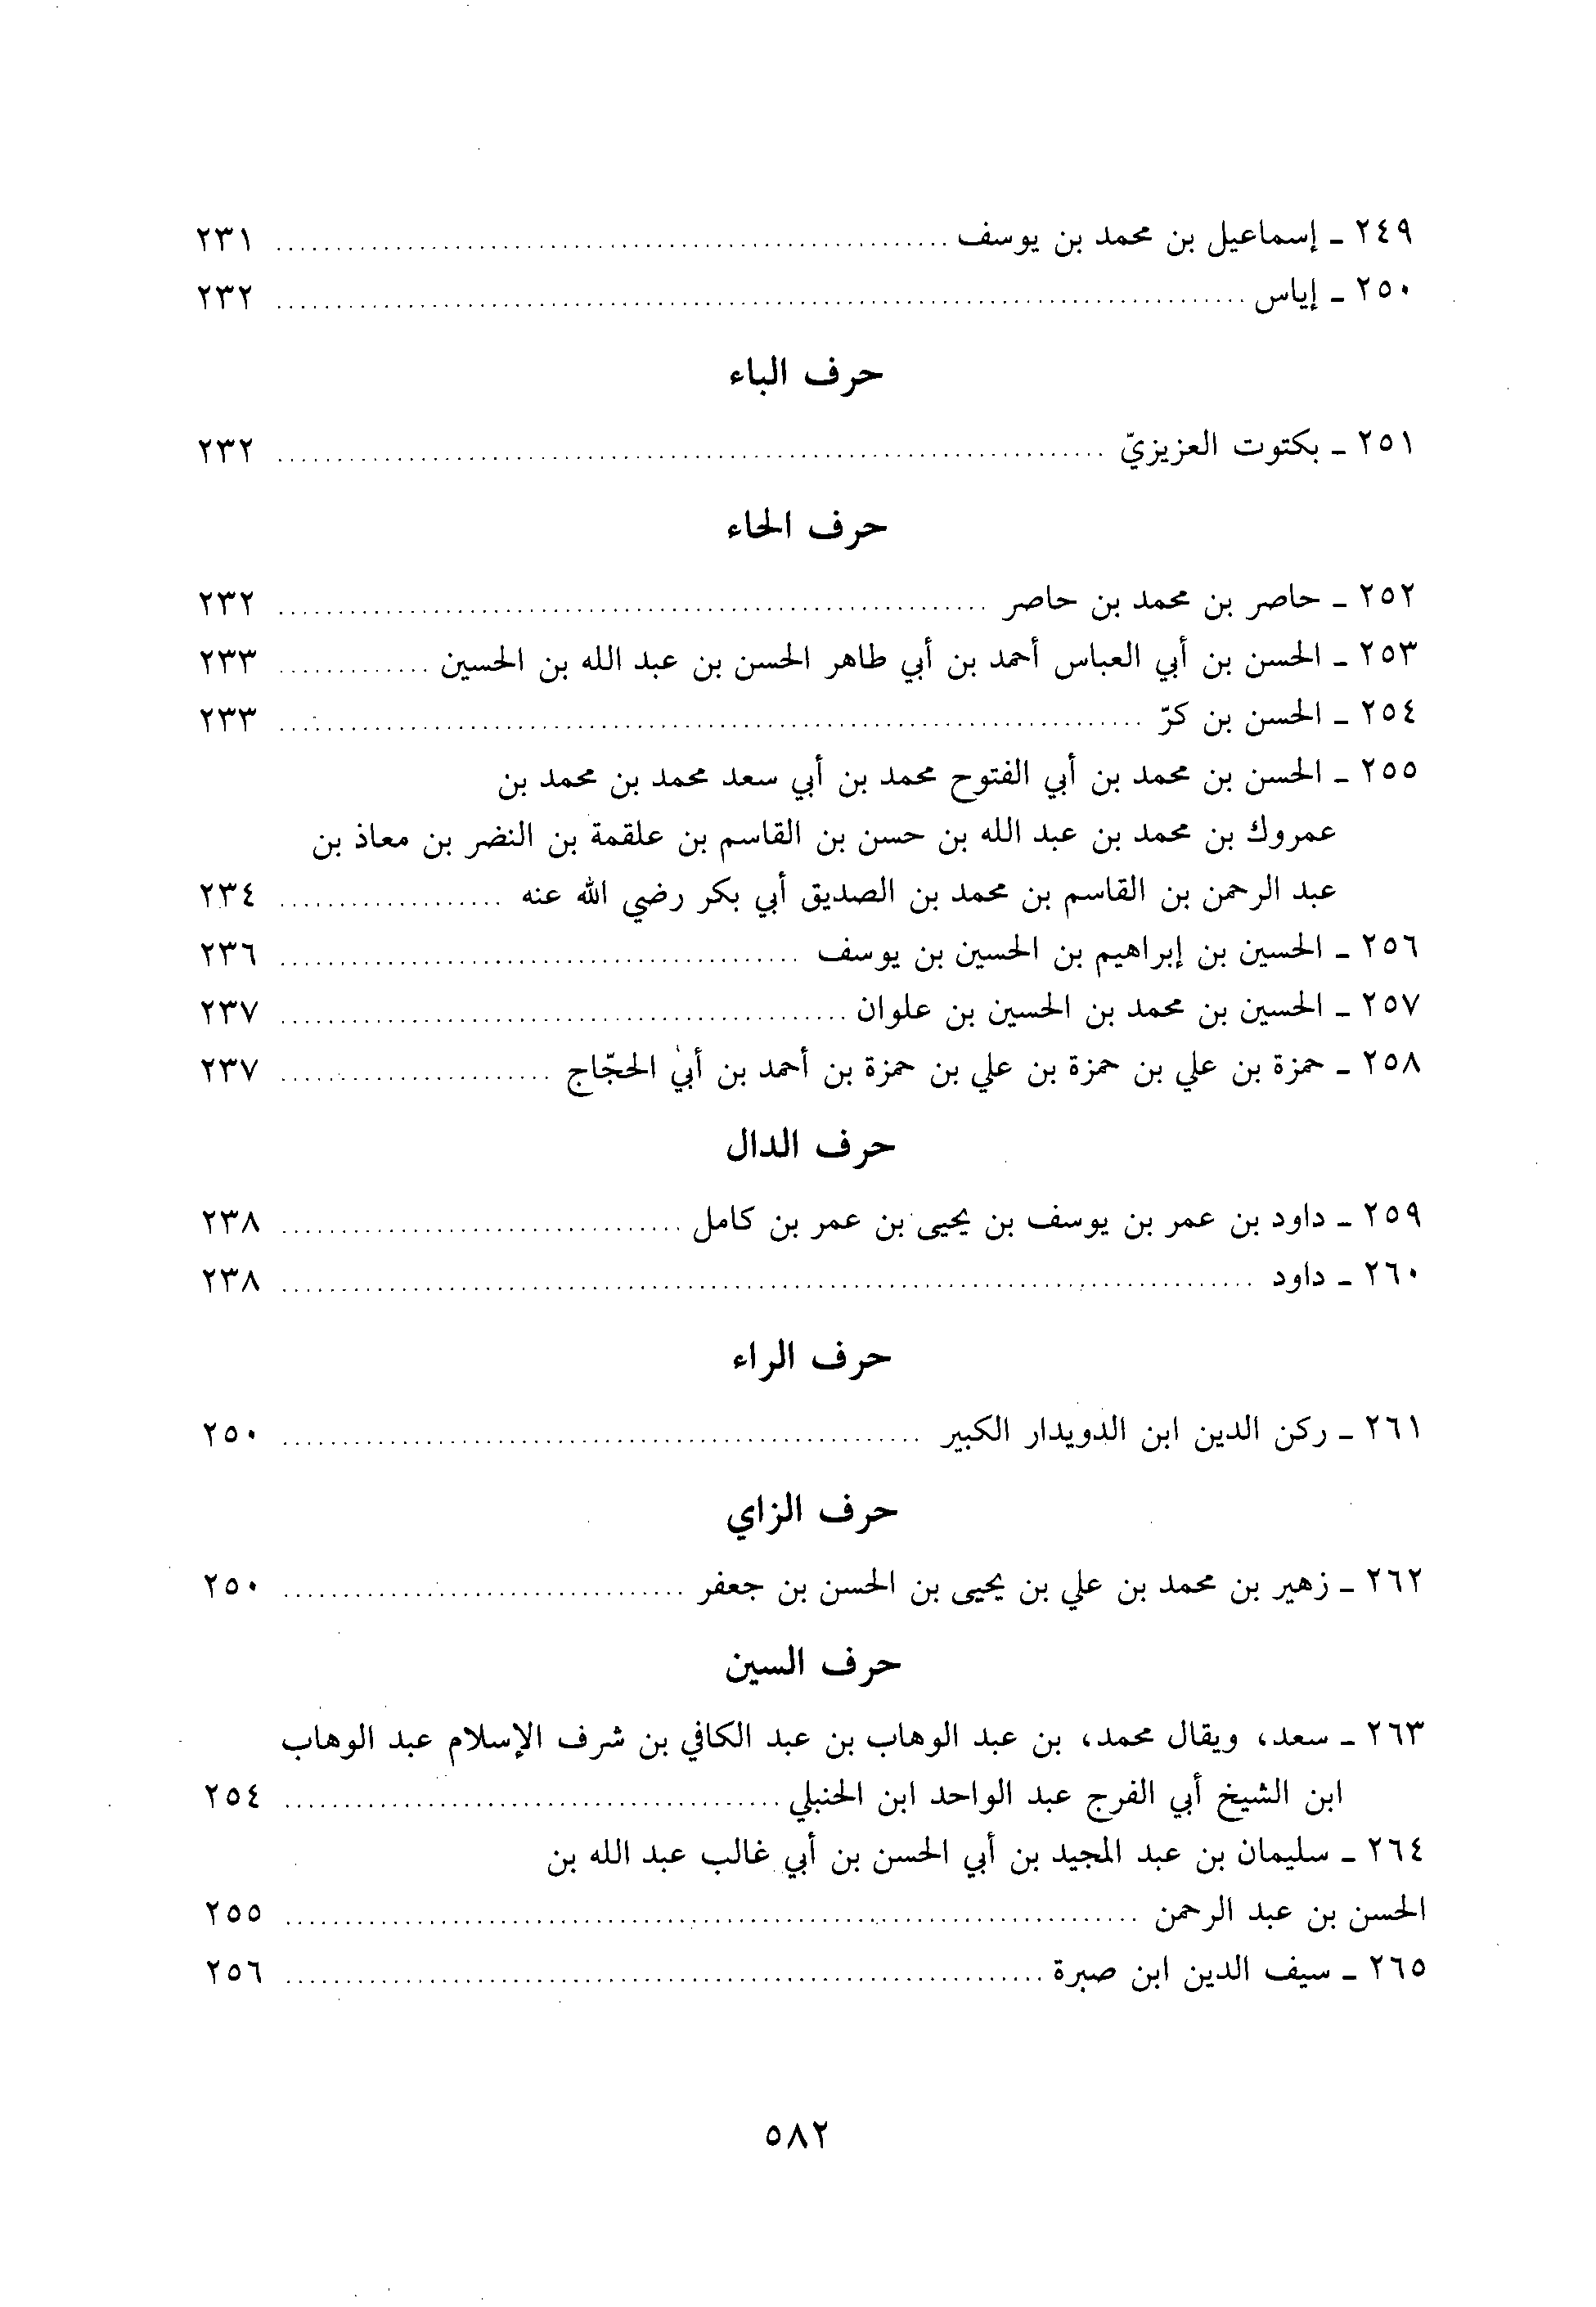 ٢٤٩ ـ إسماعيل بن محمد بن يوسف ........ ٢٣١
٢٥٠ ـ إياس ........ ٢٣٢
حرف الباء
٢٥١ ـ بكتوت العزيزيّ ........ ٢٣٢
حرف الحاء
٢٥٢ ـ حاصر بن محمد بن حاصر ........ ٢٣٢
٢٥٣ ـ الحسن بن أبي العباس أحمد بن أبي طاهر الحسن بن عبد الله بن الحسين ........ ٢٣٣
٢٥٤ ـ الحسن بن كرّ ........ ٢٣٣
٢٥٥ ـ الحسن بن محمد بن أبي الفتوح محمد بن أبي سعد محمد بن محمد بن
عمروك بن محمد بن عبد الله بن حسن بن القاسم بن علقمة بن النضر بن معاذ بن
عبد الرحمن بن القاسم بن محمد بن الصديق أبي بكر رضي الله عنه ........ ٢٣٤
٢٥٦ ـ الحسين بن إبراهيم بن الحسين بن يوسف ........ ٢٣٦
٢٥٧ ـ الحسين بن محمد بن الحسين بن علوان ........ ٢٣٧
٢٥٨ ـ حمزة بن علي بن حمزة بن علي بن حمزة بن أحمد بن أبي الحجّاج ........ ٢٣٧
حرف الدال
٢٥٩ ـ داود بن عمر بن يوسف بن يحيى بن عمر بن كامل ........ ٢٣٨
٢٦٠ ـ داود ........ ٢٣٨
حرف الراء
٢٦١ ـ ركن الدين ابن الدويدار الكبير ........ ٢٥٠
حرف الزاي
٢٦٢ ـ زهير بن محمد بن علي بن يحيى بن الحسن بن جعفر ........ ٢٥٠
حرف السين
٢٦٣ ـ سعد، ويقال محمد، بن عبد الوهاب بن عبد الكافي بن شرف الإسلام عبد الوهاب
ابن الشيخ أبي الفرج عبد الواحد ابن الحنبلي ........ ٢٥٤
٢٦٤ ـ سليمان بن عبد المجيد بن أبي الحسن بن أبي غالب عبد الله بن
الحسن بن عبد الرحمن ........ ٢٥٥
٢٦٥ ـ سيف الدين ابن صبرة ........ ٢٥٦
٥٨٢